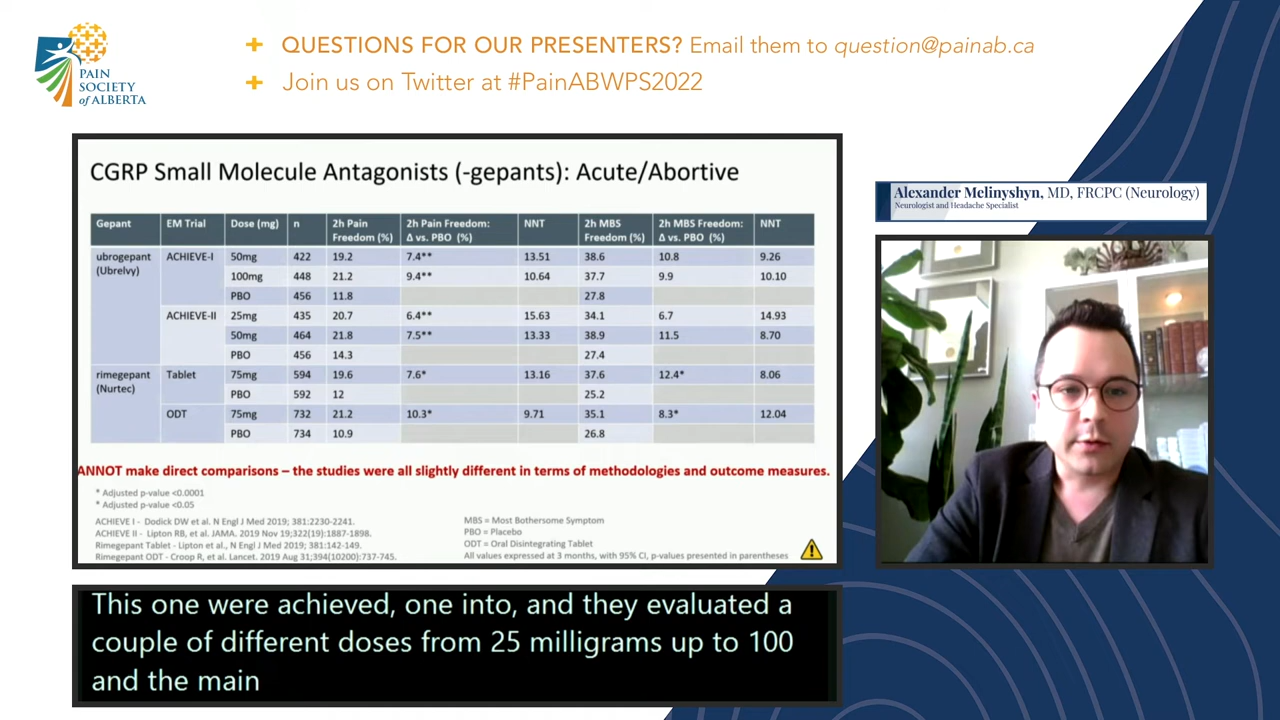 PAIN
SOCIETY
of ALBERTA
+ QUESTIONS FOR OUR PRESENTERS? Email them to question@painab.ca
+ Join us on Twitter at #PainABWPS2022
CGRP Small Molecule Antagonists (-gepants): Acute/Abortive
Gepant EM Trial Dose (mg) n 2h Pain Freedom (%) 2h Pain Freedom: Δ vs. PBO (%) NNT 2h MBS Freedom (%) 2h MBS Freedom: Δ vs. PBO (%) NNT
ubrogepant (Ubrelvy) ACHIEVE-I 50mg 422 19.2 7.4** 13.51 38.6 10.8 9.26
100mg 448 21.2 9.4** 10.64 37.7 9.9 10.10
PBO 456 11.8 27.8
ACHIEVE-II 25mg 435 20.7 6.4** 15.63 34.1 6.7 14.93
50mg 464 21.8 7.5** 13.33 38.9 11.5 8.70
PBO 456 14.3 27.4
rimegepant (Nurtec) Tablet 75mg 594 19.6 7.6* 13.16 37.6 12.4* 8.06
PBO 592 12 25.2
ODT 75mg 732 21.2 10.3* 9.71 35.1 8.3* 12.04
PBO 734 10.9 26.8
ANNOT make direct comparisons – the studies were all slightly different in terms of methodologies and outcome measures.
* Adjusted p-value <0.0001
* Adjusted p-value <0.05
ACHIEVE I - Dodick DW et al. N Engl J Med 2019; 381:2230-2241.
ACHIEVE II - Lipton RB, et al. JAMA. 2019 Nov 19;322(19):1887-1898.
Rimegepant Tablet - Lipton et al., N Engl J Med 2019; 381:142-149.
Rimegepant ODT - Croop R, et al. Lancet. 2019 Aug 31;394(10200):737-745.
MBS = Most Bothersome Symptom
PBO = Placebo
ODT = Oral Disintegrating Tablet
All values expressed at 3 months, with 95% CI, p-values presented in parentheses
Alexander Melinyshyn, MD, FRCPC (Neurology)
Neurologist and Headache Specialist
This one were achieved, one into, and they evaluated a
couple of different doses from 25 milligrams up to 100
and the main